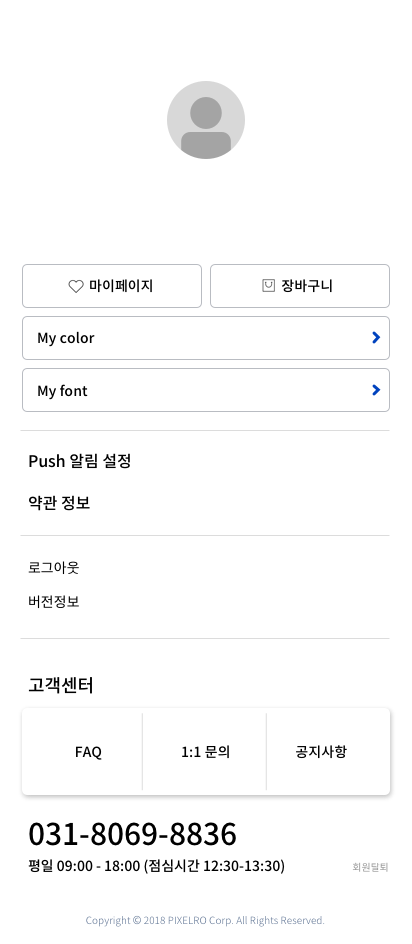 마이페이지 장바구니
My color
My font
Push 알림 설정
약관 정보
로그아웃
버전정보
고객센터
FAQ 1:1 문의 공지사항
031-8069-8836
평일 09:00 - 18:00 (점심시간 12:30-13:30) 회원달퇴
Copyright © 2018 PIXELRO Corp. All Rights Reserved.